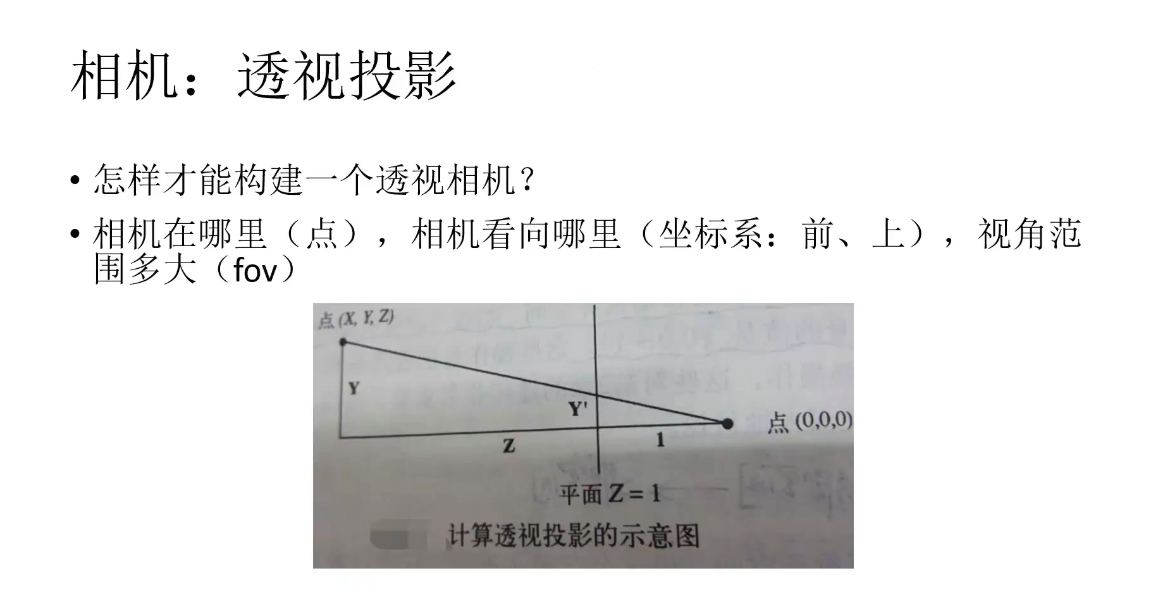 相机：透视投影
• 怎样才能构建一个透视相机？
• 相机在哪里（点），相机看向哪里（坐标系：前、上），视角范
围多大（fov）
点 (X, Y, Z)
Y
Y'
点 (0,0,0)
Z
1
平面 Z = 1
计算透视投影的示意图